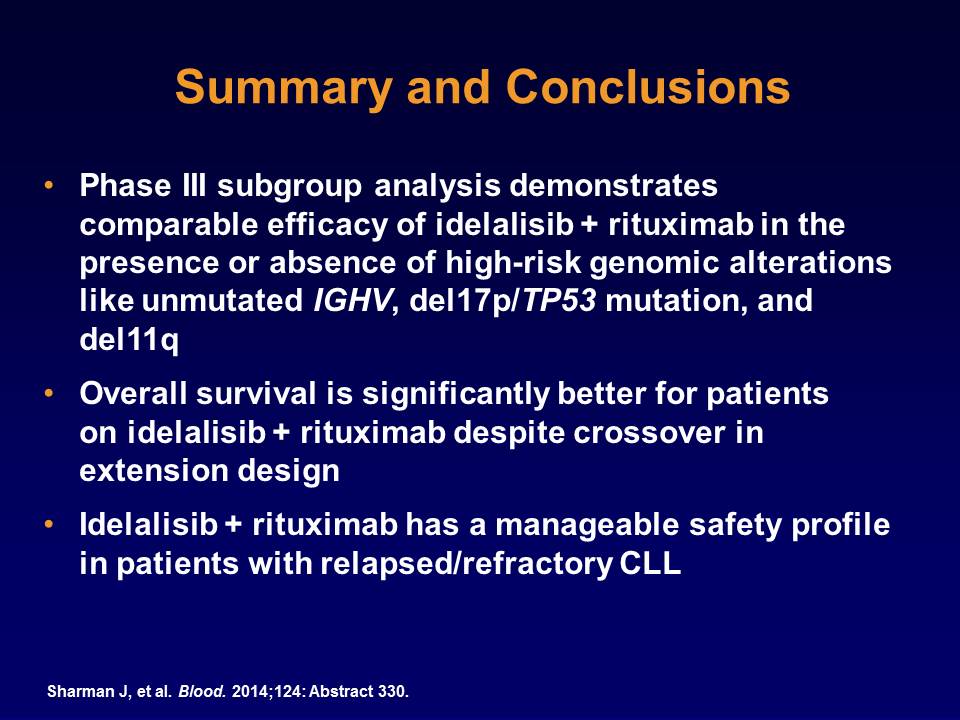 Summary and Conclusions
• Phase III subgroup analysis demonstrates
comparable efficacy of idelalisib + rituximab in the
presence or absence of high-risk genomic alterations
like unmutated IGHV, del17p/TP53 mutation, and
del11q
• Overall survival is significantly better for patients
on idelalisib + rituximab despite crossover in
extension design
• Idelalisib + rituximab has a manageable safety profile
in patients with relapsed/refractory CLL
Sharman J, et al. Blood. 2014;124: Abstract 330.